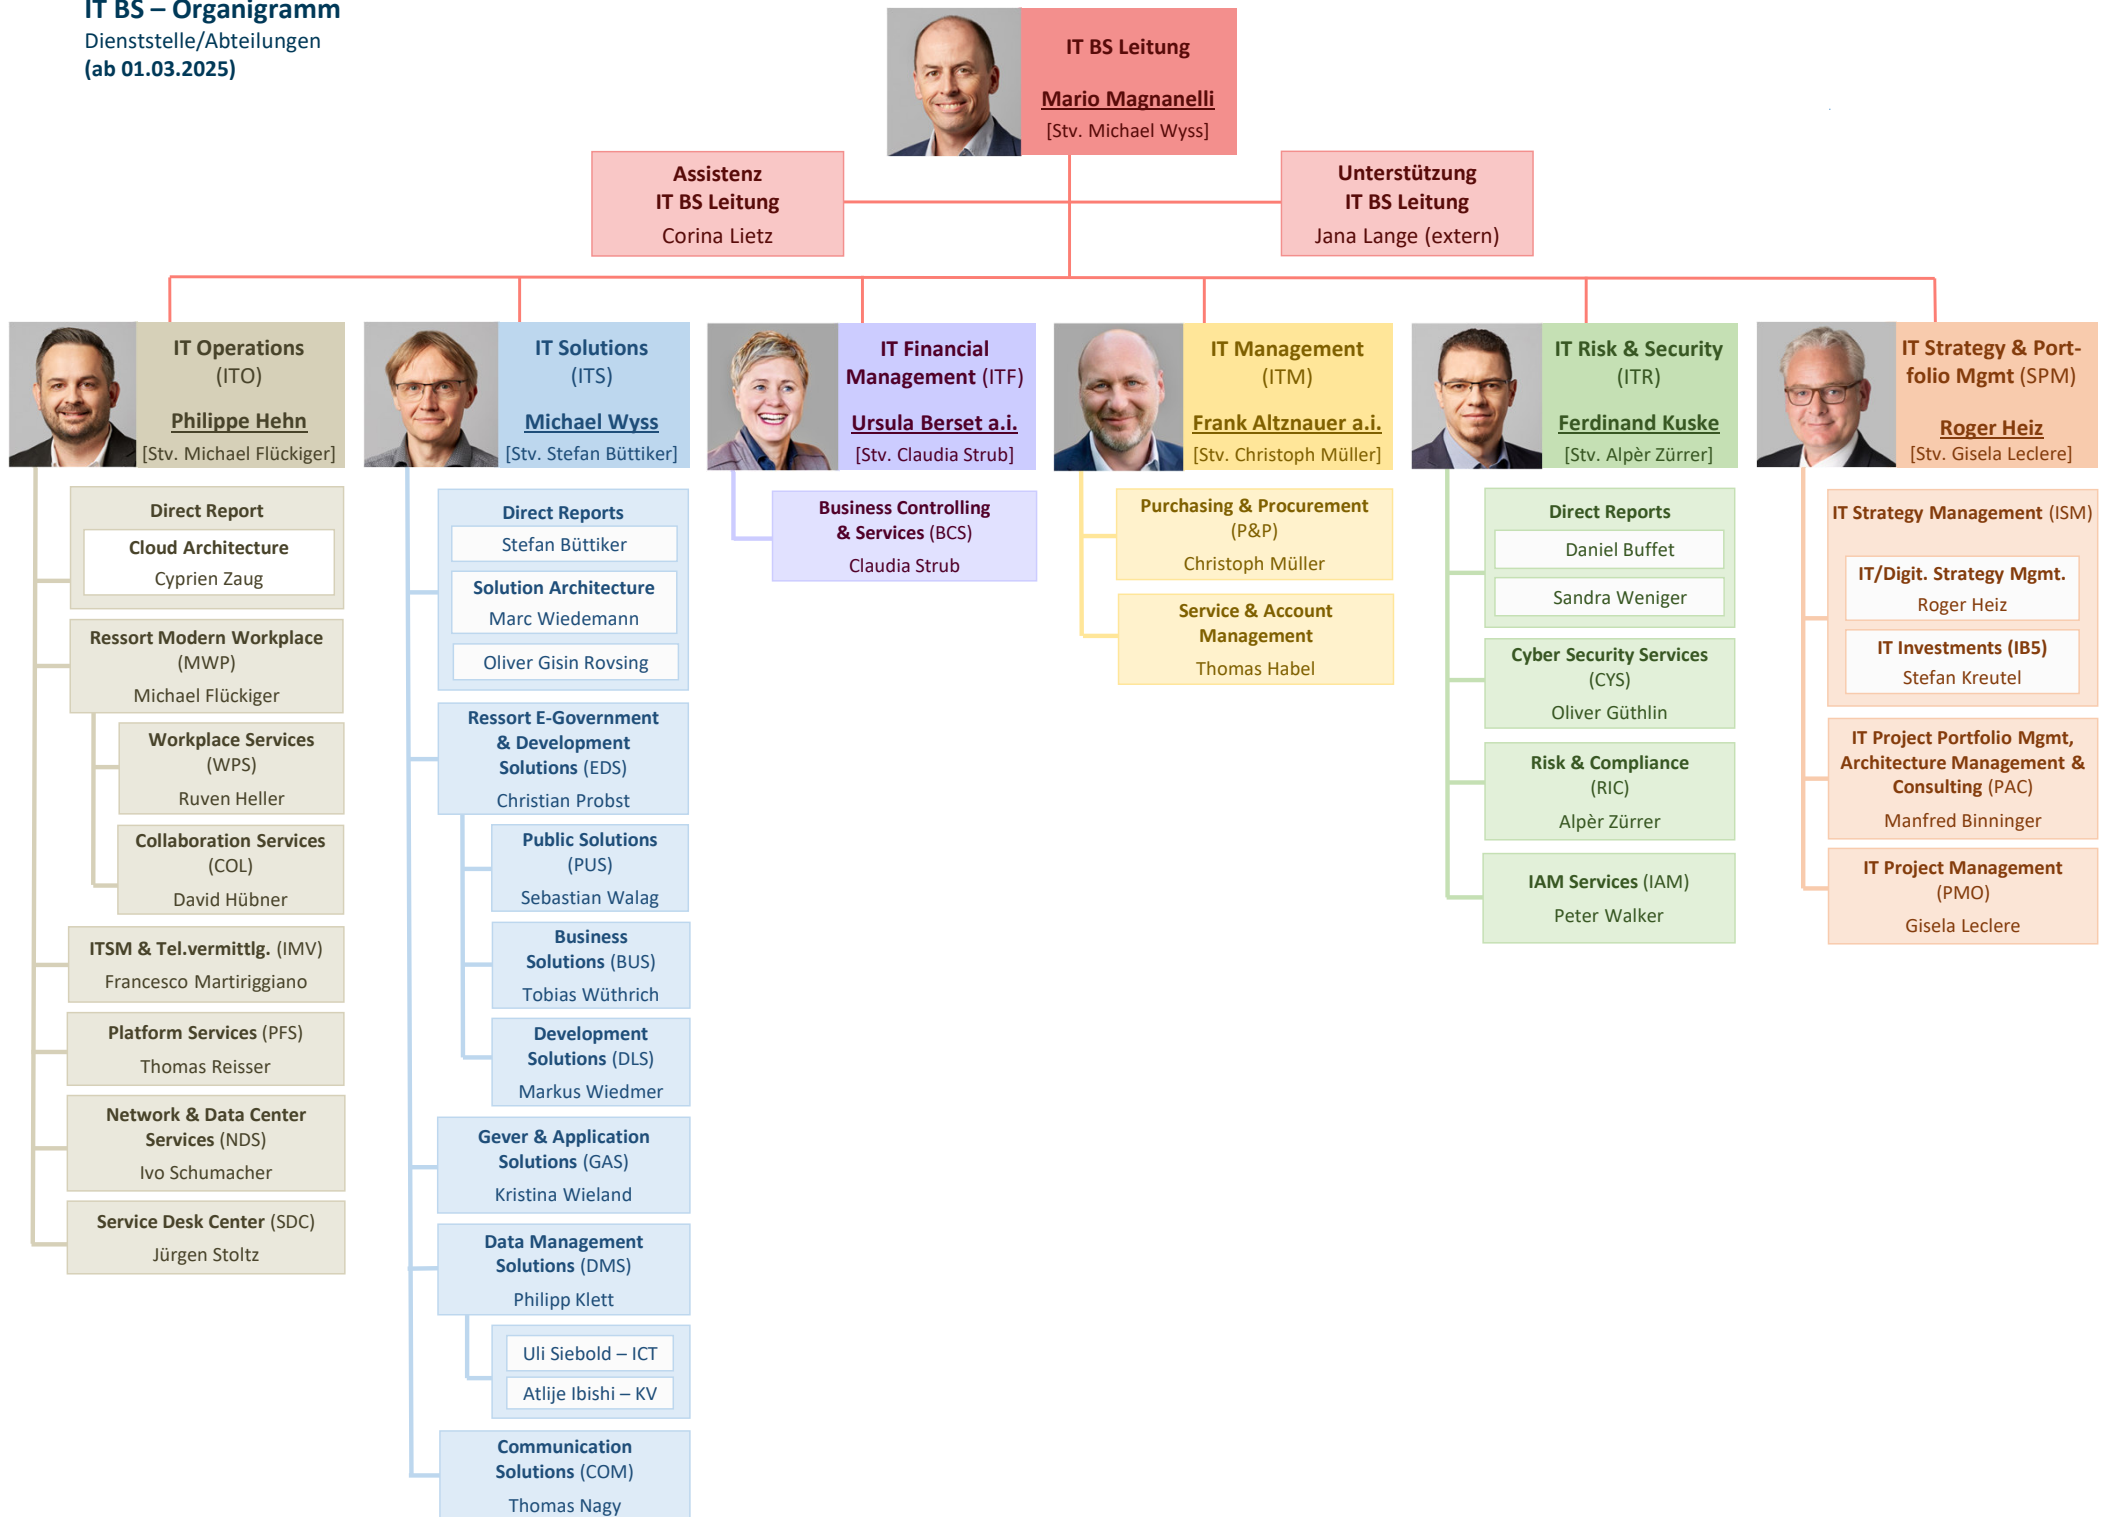 IT BS – Organigramm
Dienststelle/Abteilungen
(ab 01.03.2025)
IT BS Leitung
Mario Magnanelli
[Stv. Michael Wyss]
Assistenz
IT BS Leitung
Corina Lietz
Unterstützung
IT BS Leitung
Jana Lange (extern)
IT Operations
(ITO)
Philippe Hehn
[Stv. Michael Flückiger]
Direct Report
Cloud Architecture
Cyprien Zaug
Ressort Modern Workplace
(MWP)
Michael Flückiger
Workplace Services
(WPS)
Ruven Heller
Collaboration Services
(COL)
David Hübner
ITSM & Tel.vermittlg. (IMV)
Francesco Martiriggiano
Platform Services (PFS)
Thomas Reisser
Network & Data Center
Services (NDS)
Ivo Schumacher
Service Desk Center (SDC)
Jürgen Stoltz
IT Solutions
(ITS)
Michael Wyss
[Stv. Stefan Büttiker]
Direct Reports
Stefan Büttiker
Solution Architecture
Marc Wiedemann
Oliver Gisin Rovsing
Ressort E-Government
& Development
Solutions (EDS)
Christian Probst
Public Solutions
(PUS)
Sebastian Walag
Business
Solutions (BUS)
Tobias Wüthrich
Development
Solutions (DLS)
Markus Wiedmer
Gever & Application
Solutions (GAS)
Kristina Wieland
Data Management
Solutions (DMS)
Philipp Klett
Uli Siebold – ICT
Atlije Ibishi – KV
Communication
Solutions (COM)
Thomas Nagy
IT Financial
Management (ITF)
Ursula Berset a.i.
[Stv. Claudia Strub]
Business Controlling
& Services (BCS)
Claudia Strub
IT Management
(ITM)
Frank Altznauer a.i.
[Stv. Christoph Müller]
Purchasing & Procurement
(P&P)
Christoph Müller
Service & Account
Management
Thomas Habel
IT Risk & Security
(ITR)
Ferdinand Kuske
[Stv. Alpèr Zürrer]
Direct Reports
Daniel Buffet
Sandra Weniger
Cyber Security Services
(CYS)
Oliver Güthlin
Risk & Compliance
(RIC)
Alpèr Zürrer
IAM Services (IAM)
Peter Walker
IT Strategy & Port-
folio Mgmt (SPM)
Roger Heiz
[Stv. Gisela Leclere]
IT Strategy Management (ISM)
IT/Digit. Strategy Mgmt.
Roger Heiz
IT Investments (IB5)
Stefan Kreutel
IT Project Portfolio Mgmt,
Architecture Management &
Consulting (PAC)
Manfred Binninger
IT Project Management
(PMO)
Gisela Leclere